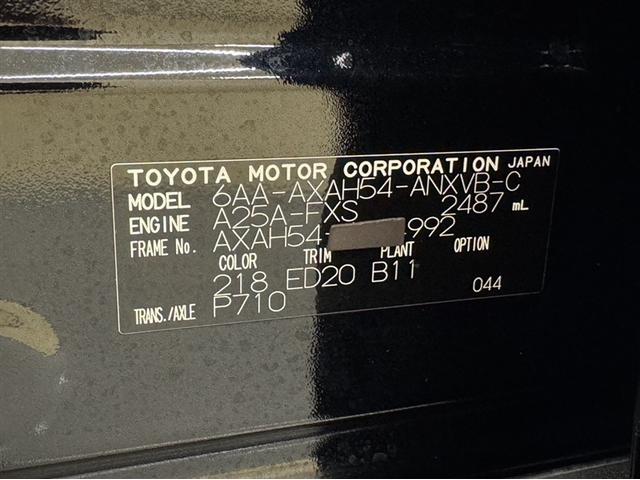 TOYOTA MOTOR CORPORATION JAPAN
MODEL 6AA-AXAH54-ANXVB-C
ENGINE A25A-FXS 2487 mL
FRAME No. AXAH54- 992
COLOR TRIM PLANT OPTION
218 ED20 B11
TRANS./AXLE P710 044